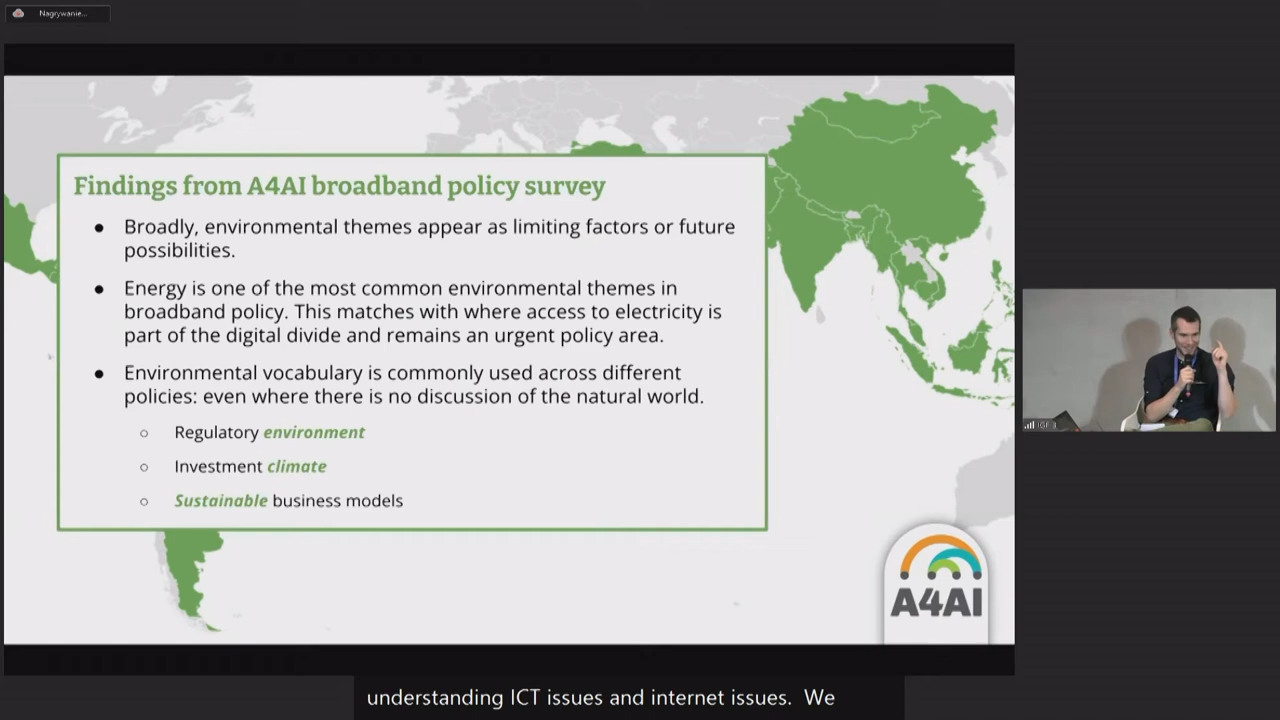 Nagrywanie...
Findings from A4AI broadband policy survey
● Broadly, environmental themes appear as limiting factors or future
possibilities.
● Energy is one of the most common environmental themes in
broadband policy. This matches with where access to electricity is
part of the digital divide and remains an urgent policy area.
● Environmental vocabulary is commonly used across different
policies: even where there is no discussion of the natural world.
○ Regulatory environment
○ Investment climate
○ Sustainable business models
A4AI
IGF 3
understanding ICT issues and internet issues. We